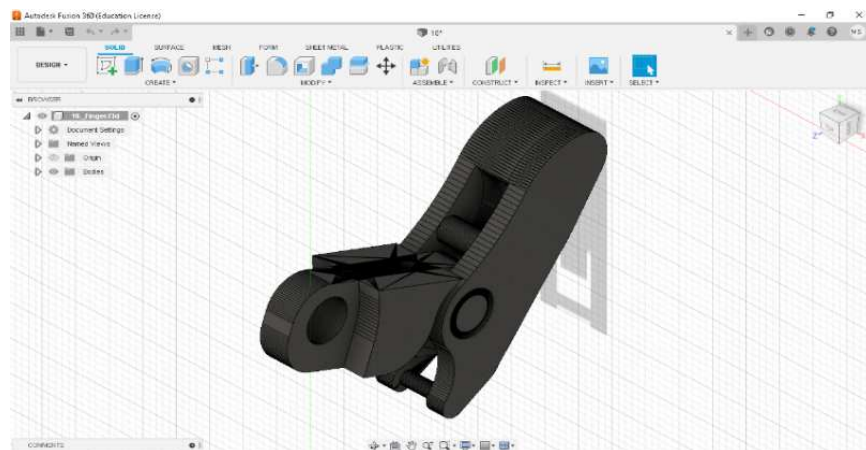 Autodesk Fusion 360 (Education License)
10*
SOLID SURFACE MESH FORM SHEET METAL PLASTIC UTILITIES
DESIGN
CREATE MODIFY ASSEMBLE CONSTRUCT INSPECT INSERT SELECT
BROWSER
Document Settings
Named Views
Origin
Bodies
COMMENTS